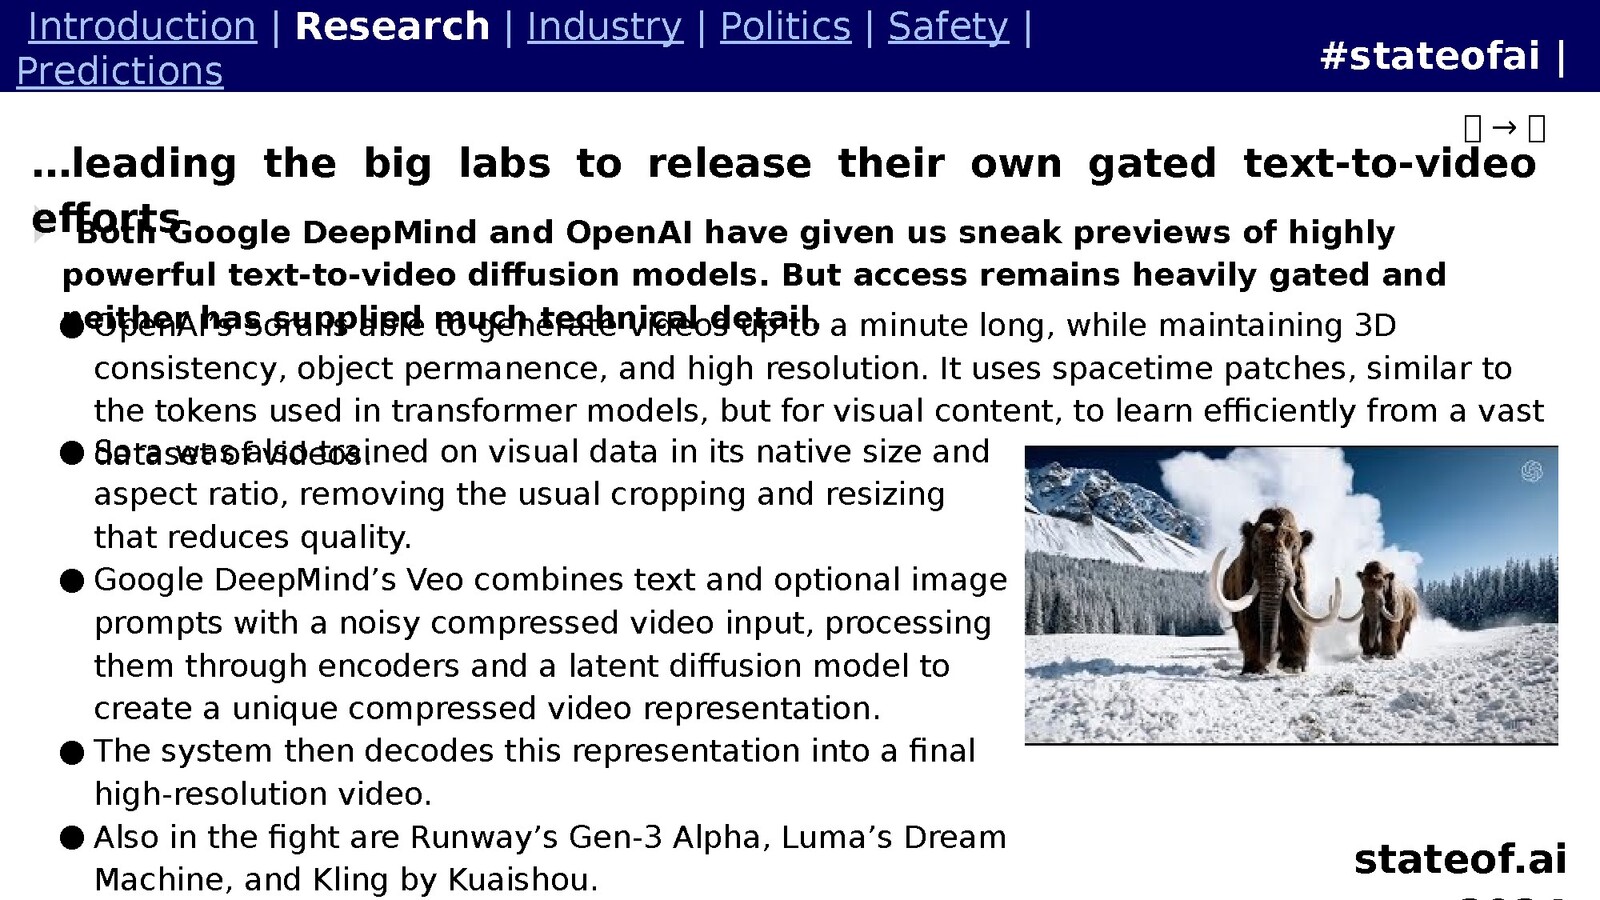 Introduction | Research | Industry | Politics | Safety |
Predictions
#stateofai |
→
…leading the big labs to release their own gated text-to-video
efforts
Both Google DeepMind and OpenAI have given us sneak previews of highly
powerful text-to-video diffusion models. But access remains heavily gated and
neither has supplied much technical detail.
● OpenAI’s Sora is able to generate videos up to a minute long, while maintaining 3D
consistency, object permanence, and high resolution. It uses spacetime patches, similar to
the tokens used in transformer models, but for visual content, to learn efficiently from a vast
dataset of videos.
● Sora was also trained on visual data in its native size and
aspect ratio, removing the usual cropping and resizing
that reduces quality.
● Google DeepMind’s Veo combines text and optional image
prompts with a noisy compressed video input, processing
them through encoders and a latent diffusion model to
create a unique compressed video representation.
● The system then decodes this representation into a final
high-resolution video.
● Also in the fight are Runway’s Gen-3 Alpha, Luma’s Dream
Machine, and Kling by Kuaishou.
stateof.ai